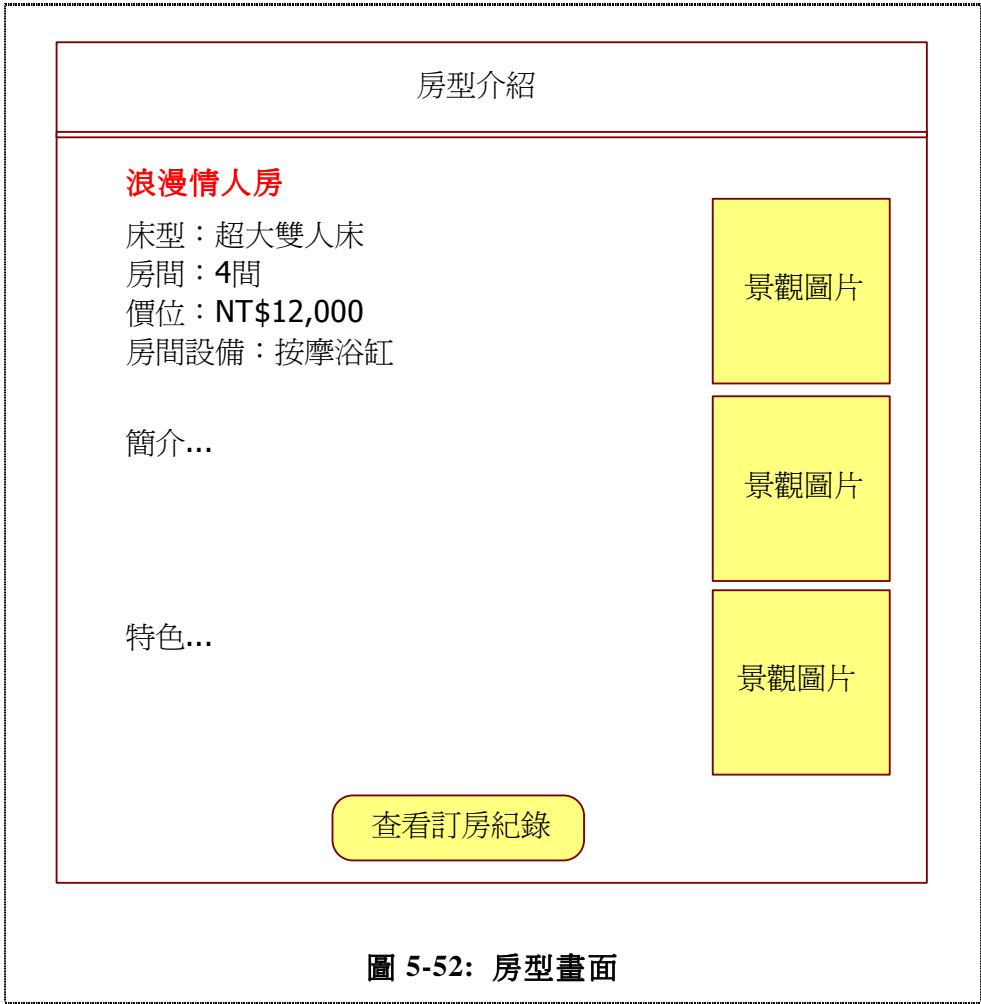 房型介紹
浪漫情人房
床型：超大雙人床
房間：4間
價位：NT$12,000
房間設備：按摩浴缸
簡介...
特色...
景觀圖片
景觀圖片
景觀圖片
查看訂房紀錄
圖 5-52: 房型畫面